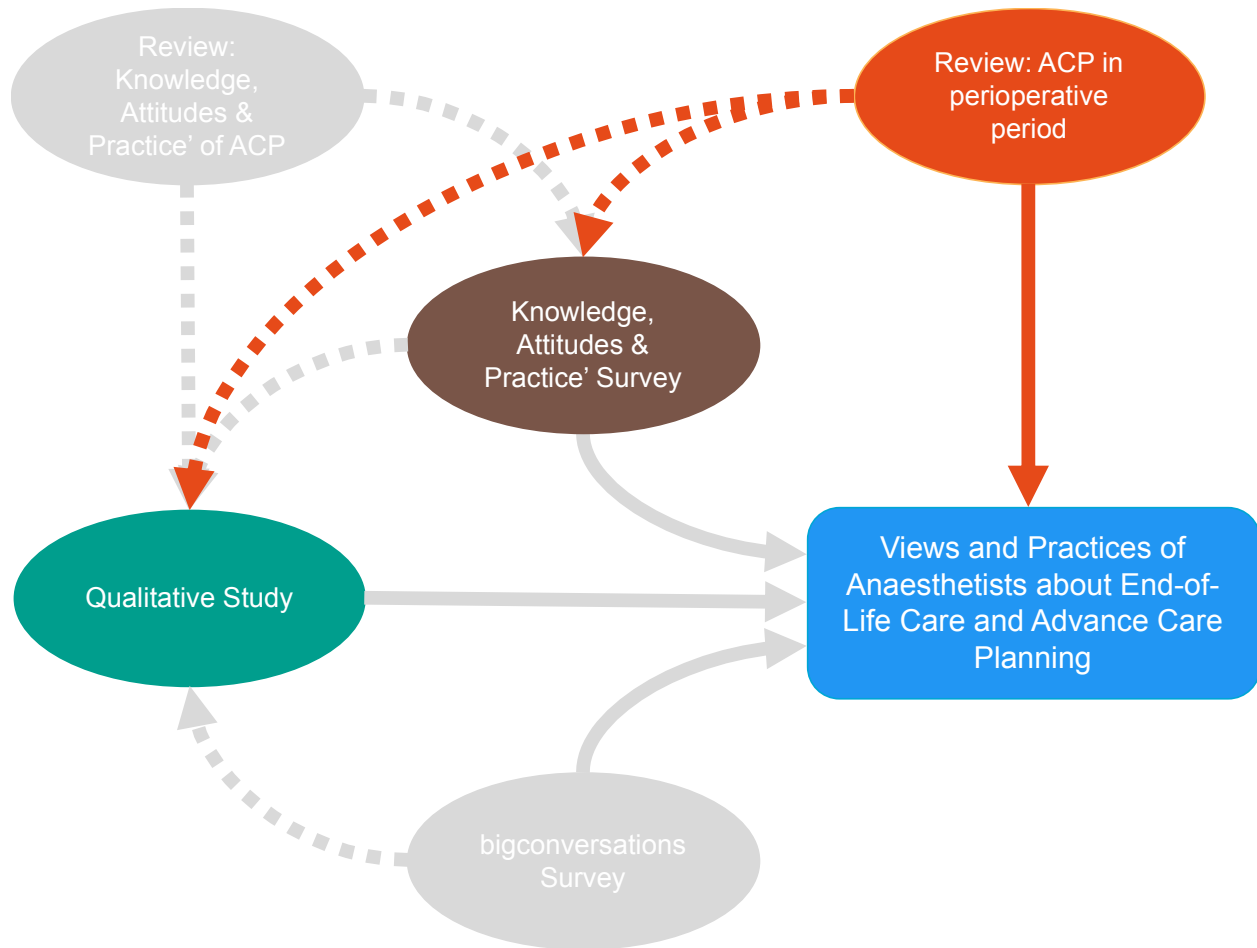 Review:
Knowledge,
Attitudes &
Practice’ of ACP
Review: ACP in
perioperative
period
Knowledge,
Attitudes &
Practice’ Survey
Qualitative Study
Views and Practices of
Anaesthetists about End-of-
Life Care and Advance Care
Planning
bigconversations
Survey